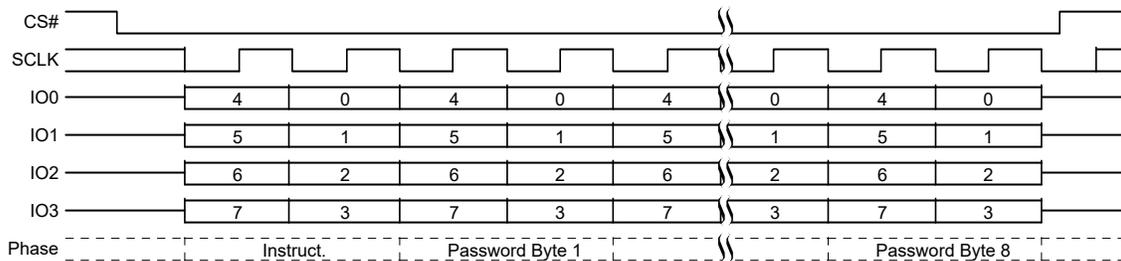 CS#
SCLK
IO0 4 0 4 0 4 0 4 0
IO1 5 1 5 1 5 1 5 1
IO2 6 2 6 2 6 2 6 2
IO3 7 3 7 3 7 3 7 3
Phase Instruct. Password Byte 1 Password Byte 8